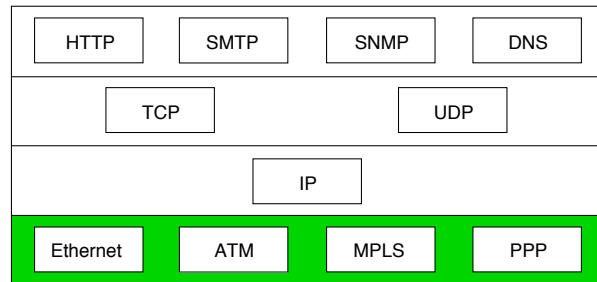 HTTP SMTP SNMP DNS
TCP UDP
IP
Ethernet ATM MPLS PPP